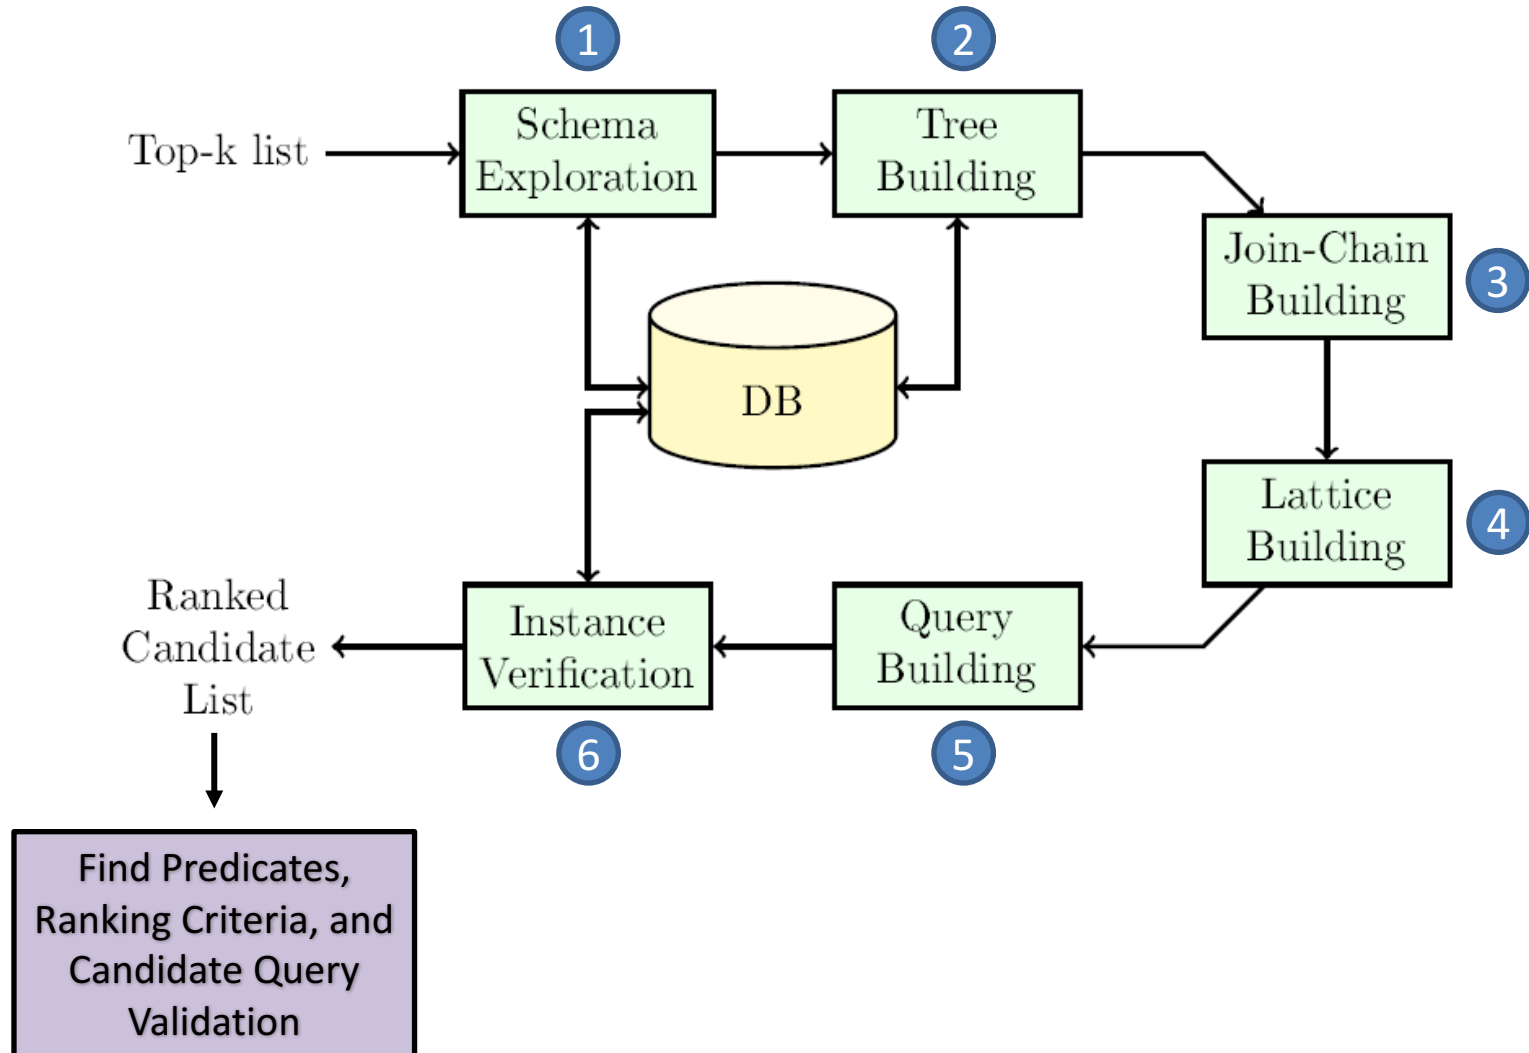 1
2
Top-k list
Schema
Exploration
Tree
Building
Join-Chain
Building
3
DB
Lattice
Building
4
Query
Building
5
Instance
Verification
6
Ranked
Candidate
List
Find Predicates,
Ranking Criteria, and
Candidate Query
Validation